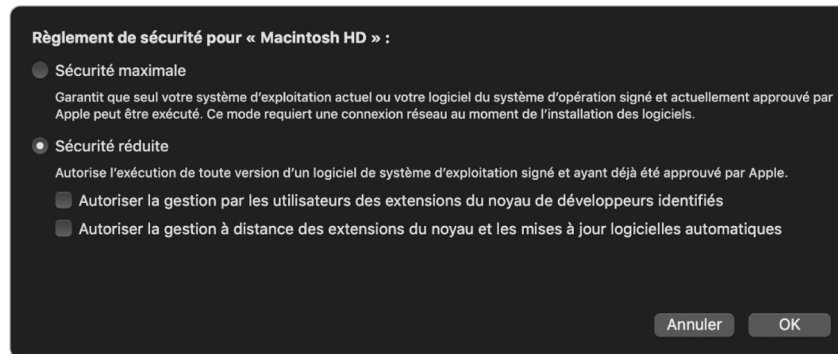 Règlement de sécurité pour « Macintosh HD » :
Sécurité maximale
Garantit que seul votre système d'exploitation actuel ou votre logiciel du système d'opération signé et actuellement approuvé par
Apple peut être exécuté. Ce mode requiert une connexion réseau au moment de l'installation des logiciels.
Sécurité réduite
Autorise l'exécution de toute version d'un logiciel de système d'exploitation signé et ayant déjà été approuvé par Apple.
Autoriser la gestion par les utilisateurs des extensions du noyau de développeurs identifiés
Autoriser la gestion à distance des extensions du noyau et les mises à jour logicielles automatiques
Annuler OK